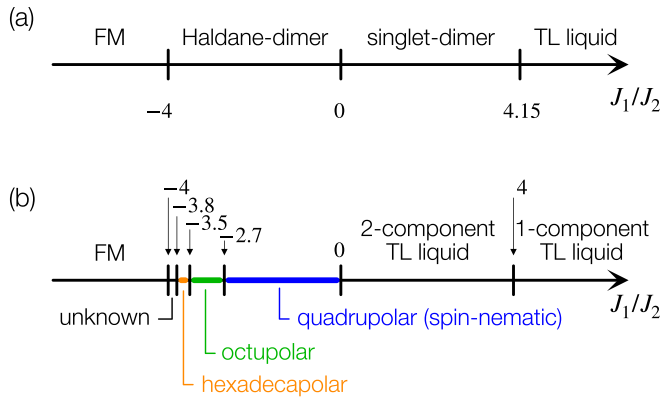 (a)
FM Haldane-dimer singlet-dimer TL liquid
−4 0 4.15 J₁/J₂
(b)
−4 4
−3.8
−3.5
−2.7 0
FM 2-component TL liquid 1-component TL liquid
J₁/J₂
unknown quadrupolar (spin-nematic)
octupolar
hexadecapolar